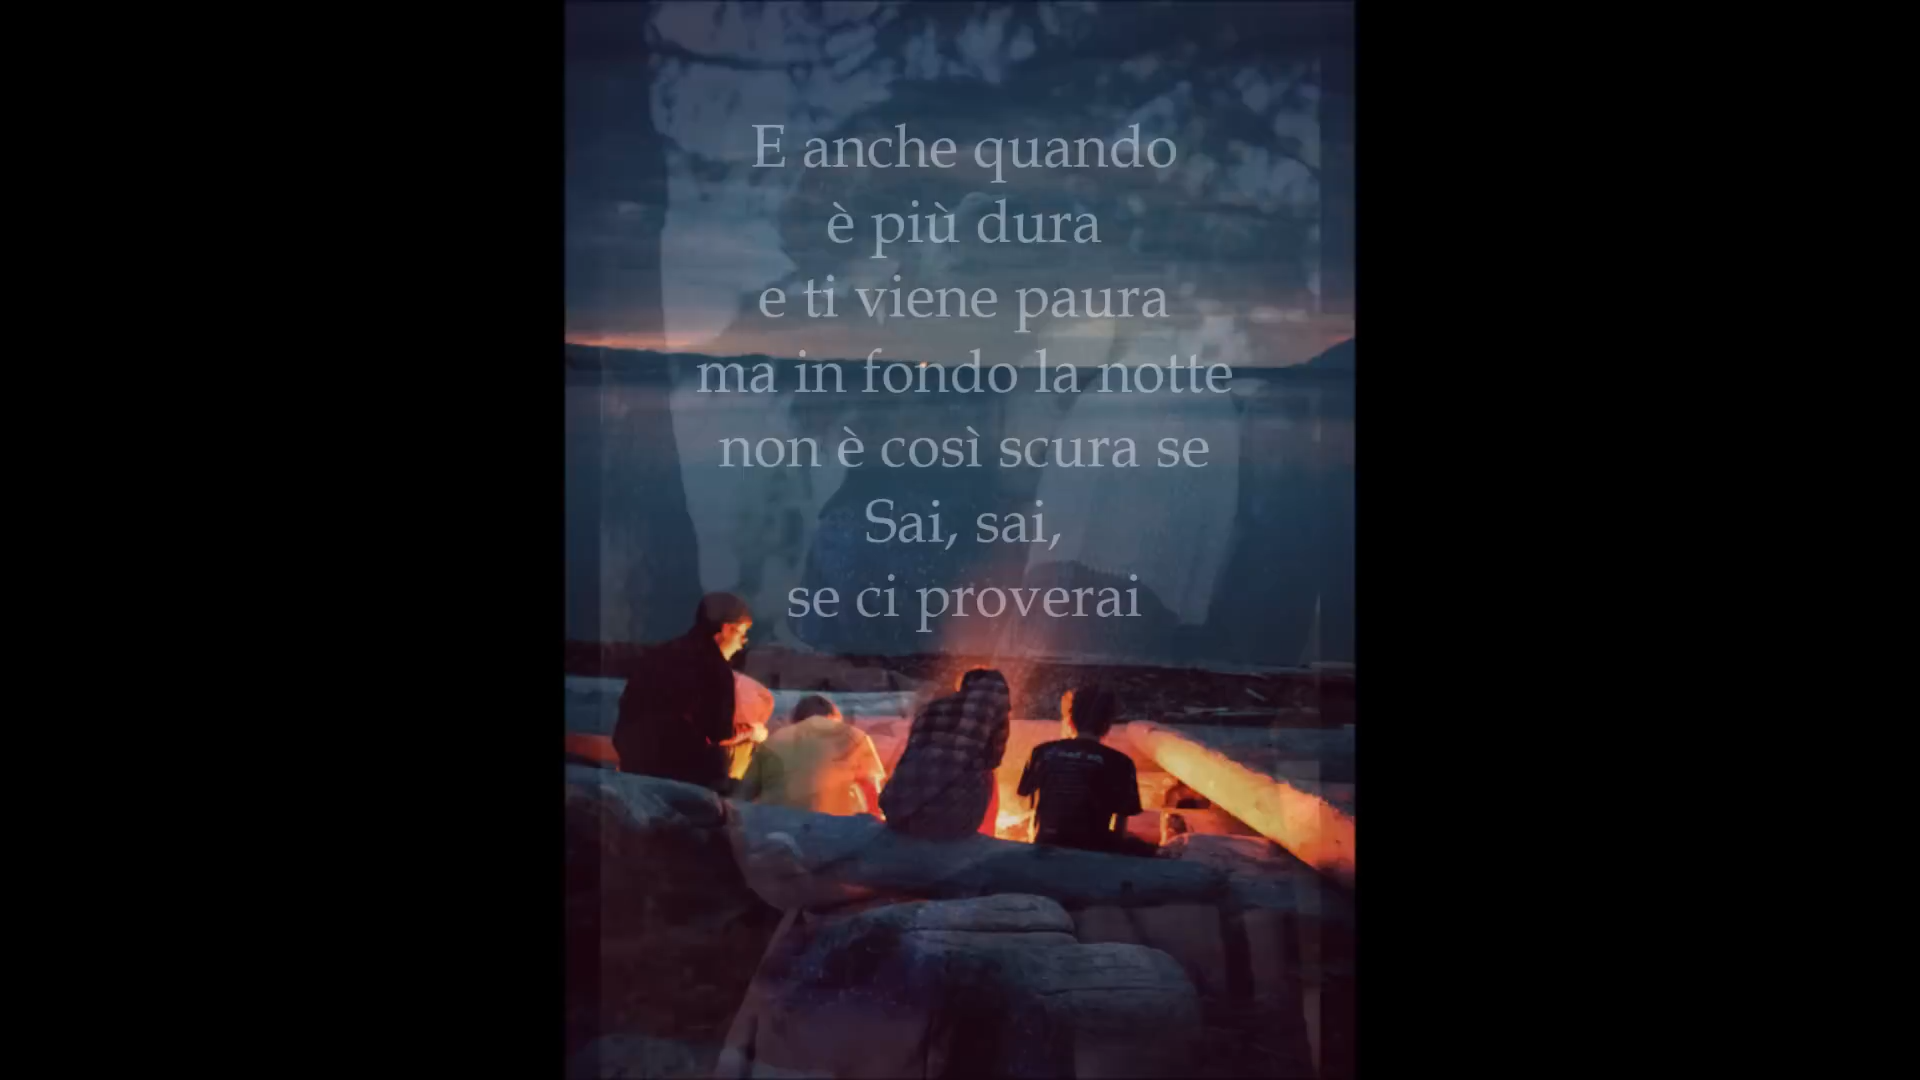 E anche quando
è più dura
e ti viene paura
ma in fondo la notte
non è così scura se
Sai, sai,
se ci proverai